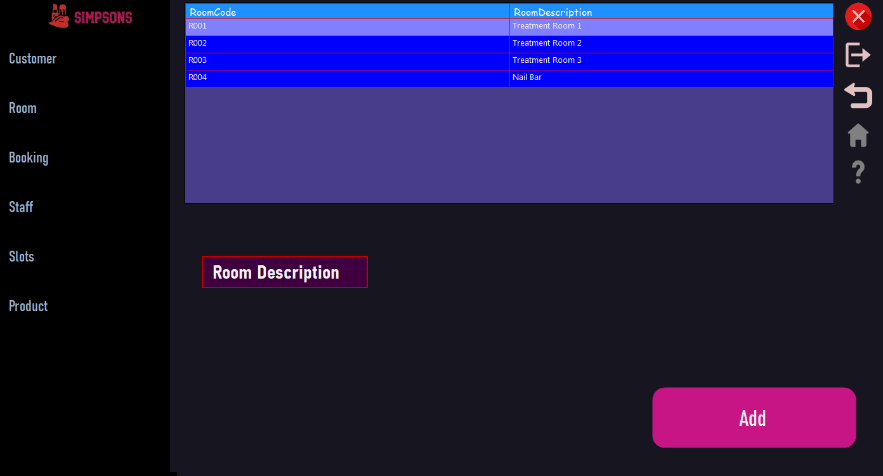 SIMPSONS
Customer
Room
Booking
Staff
Slots
Product
RoomCode RoomDescription
R001 Treatment Room 1
R002 Treatment Room 2
R003 Treatment Room 3
R004 Nail Bar
Room Description
Add
?